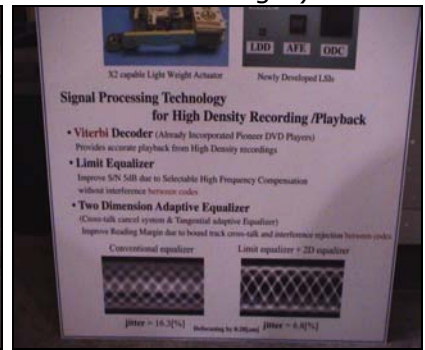 LDD AFE ODC
X2 capable Light Weight Actuator
Newly Developed LSIs
Signal Processing Technology
for High Density Recording /Playback
• Viterbi Decoder (Already Incorporated Pioneer DVD Players)
Provides accurate playback from High Density recordings
• Limit Equalizer
Improve S/N 5dB due to Selectable High Frequency Compensation
without interference between codes
• Two Dimension Adaptive Equalizer
(Cross-talk cancel system & Tangential adaptive Equalizer)
Improve Reading Margin due to bound track cross-talk and interference rejection between codes
Conventional equalizer
Limit equalizer + 2D equalizer
jitter = 16.3[%]
jitter = 6.8[%]